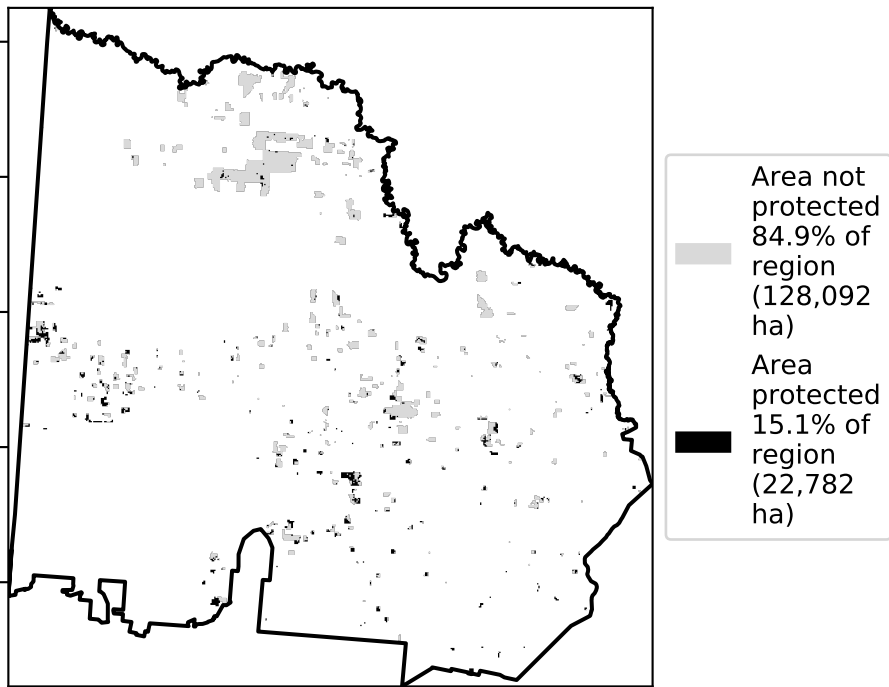 Area not
protected
84.9% of
region
(128,092
ha)
Area
protected
15.1% of
region
(22,782
ha)